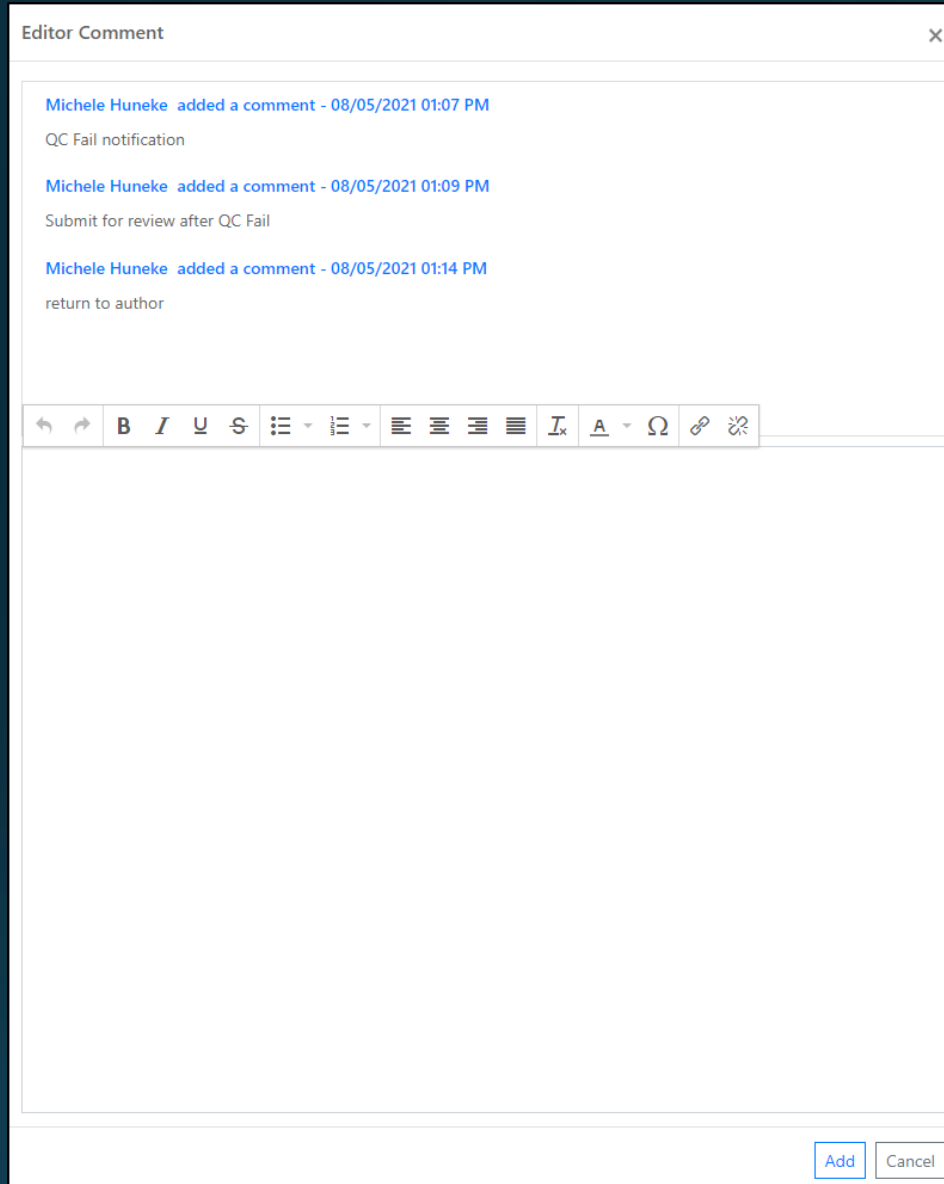 Editor Comment
Michele Huneke added a comment - 08/05/2021 01:07 PM
QC Fail notification
Michele Huneke added a comment - 08/05/2021 01:09 PM
Submit for review after QC Fail
Michele Huneke added a comment - 08/05/2021 01:14 PM
return to author
Add Cancel